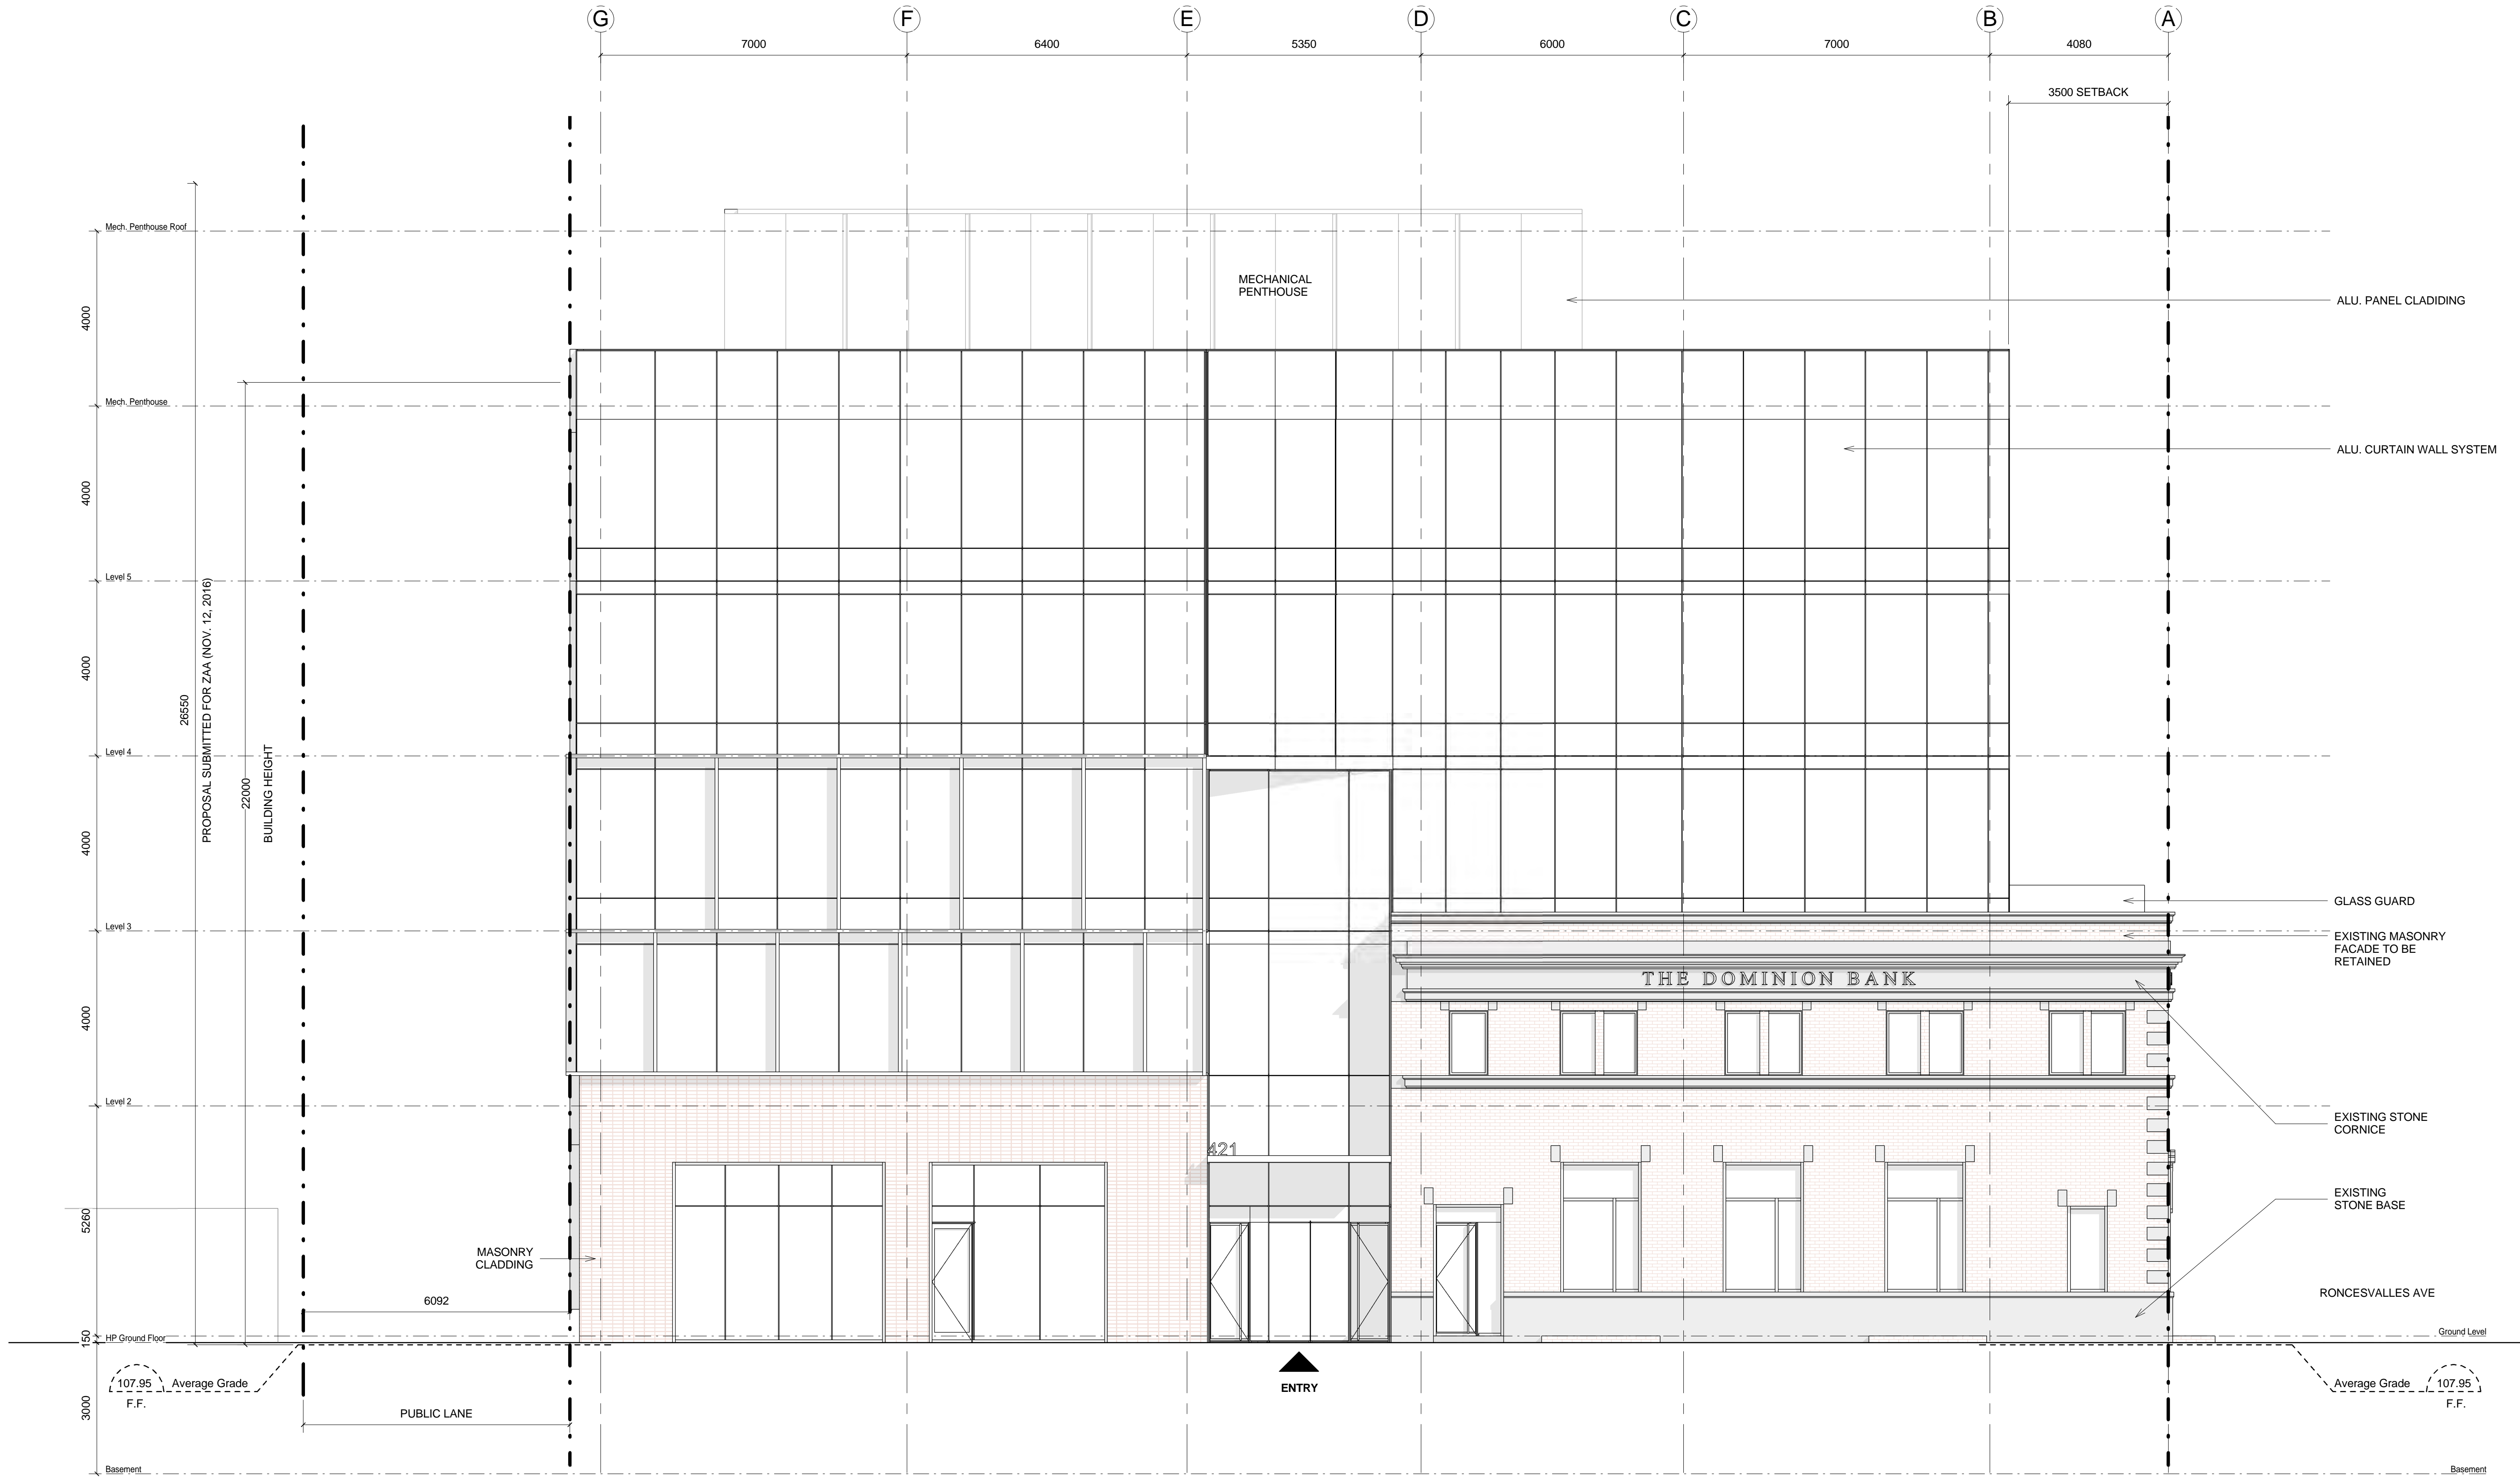 G F E D C B A
7000 6400 5350 6000 7000 4080
3500 SETBACK
Mech. Penthouse Roof
4000
MECHANICAL
PENTHOUSE
ALU. PANEL CLADIDING
Mech. Penthouse
ALU. CURTAIN WALL SYSTEM
4000
Level 5
4000
26550
PROPOSAL SUBMITTED FOR ZAA (NOV. 12, 2016)
22000
BUILDING HEIGHT
Level 4
4000
GLASS GUARD
Level 3
EXISTING MASONRY
FACADE TO BE
RETAINED
THE DOMINION BANK
4000
Level 2
EXISTING STONE
CORNICE
421
5260
EXISTING
STONE BASE
MASONRY
CLADDING
6092
RONCESVALLES AVE
150
HP Ground Floor
Ground Level
107.95
Average Grade
F.F.
ENTRY
Average Grade
107.95
F.F.
3000
PUBLIC LANE
Basement
Basement